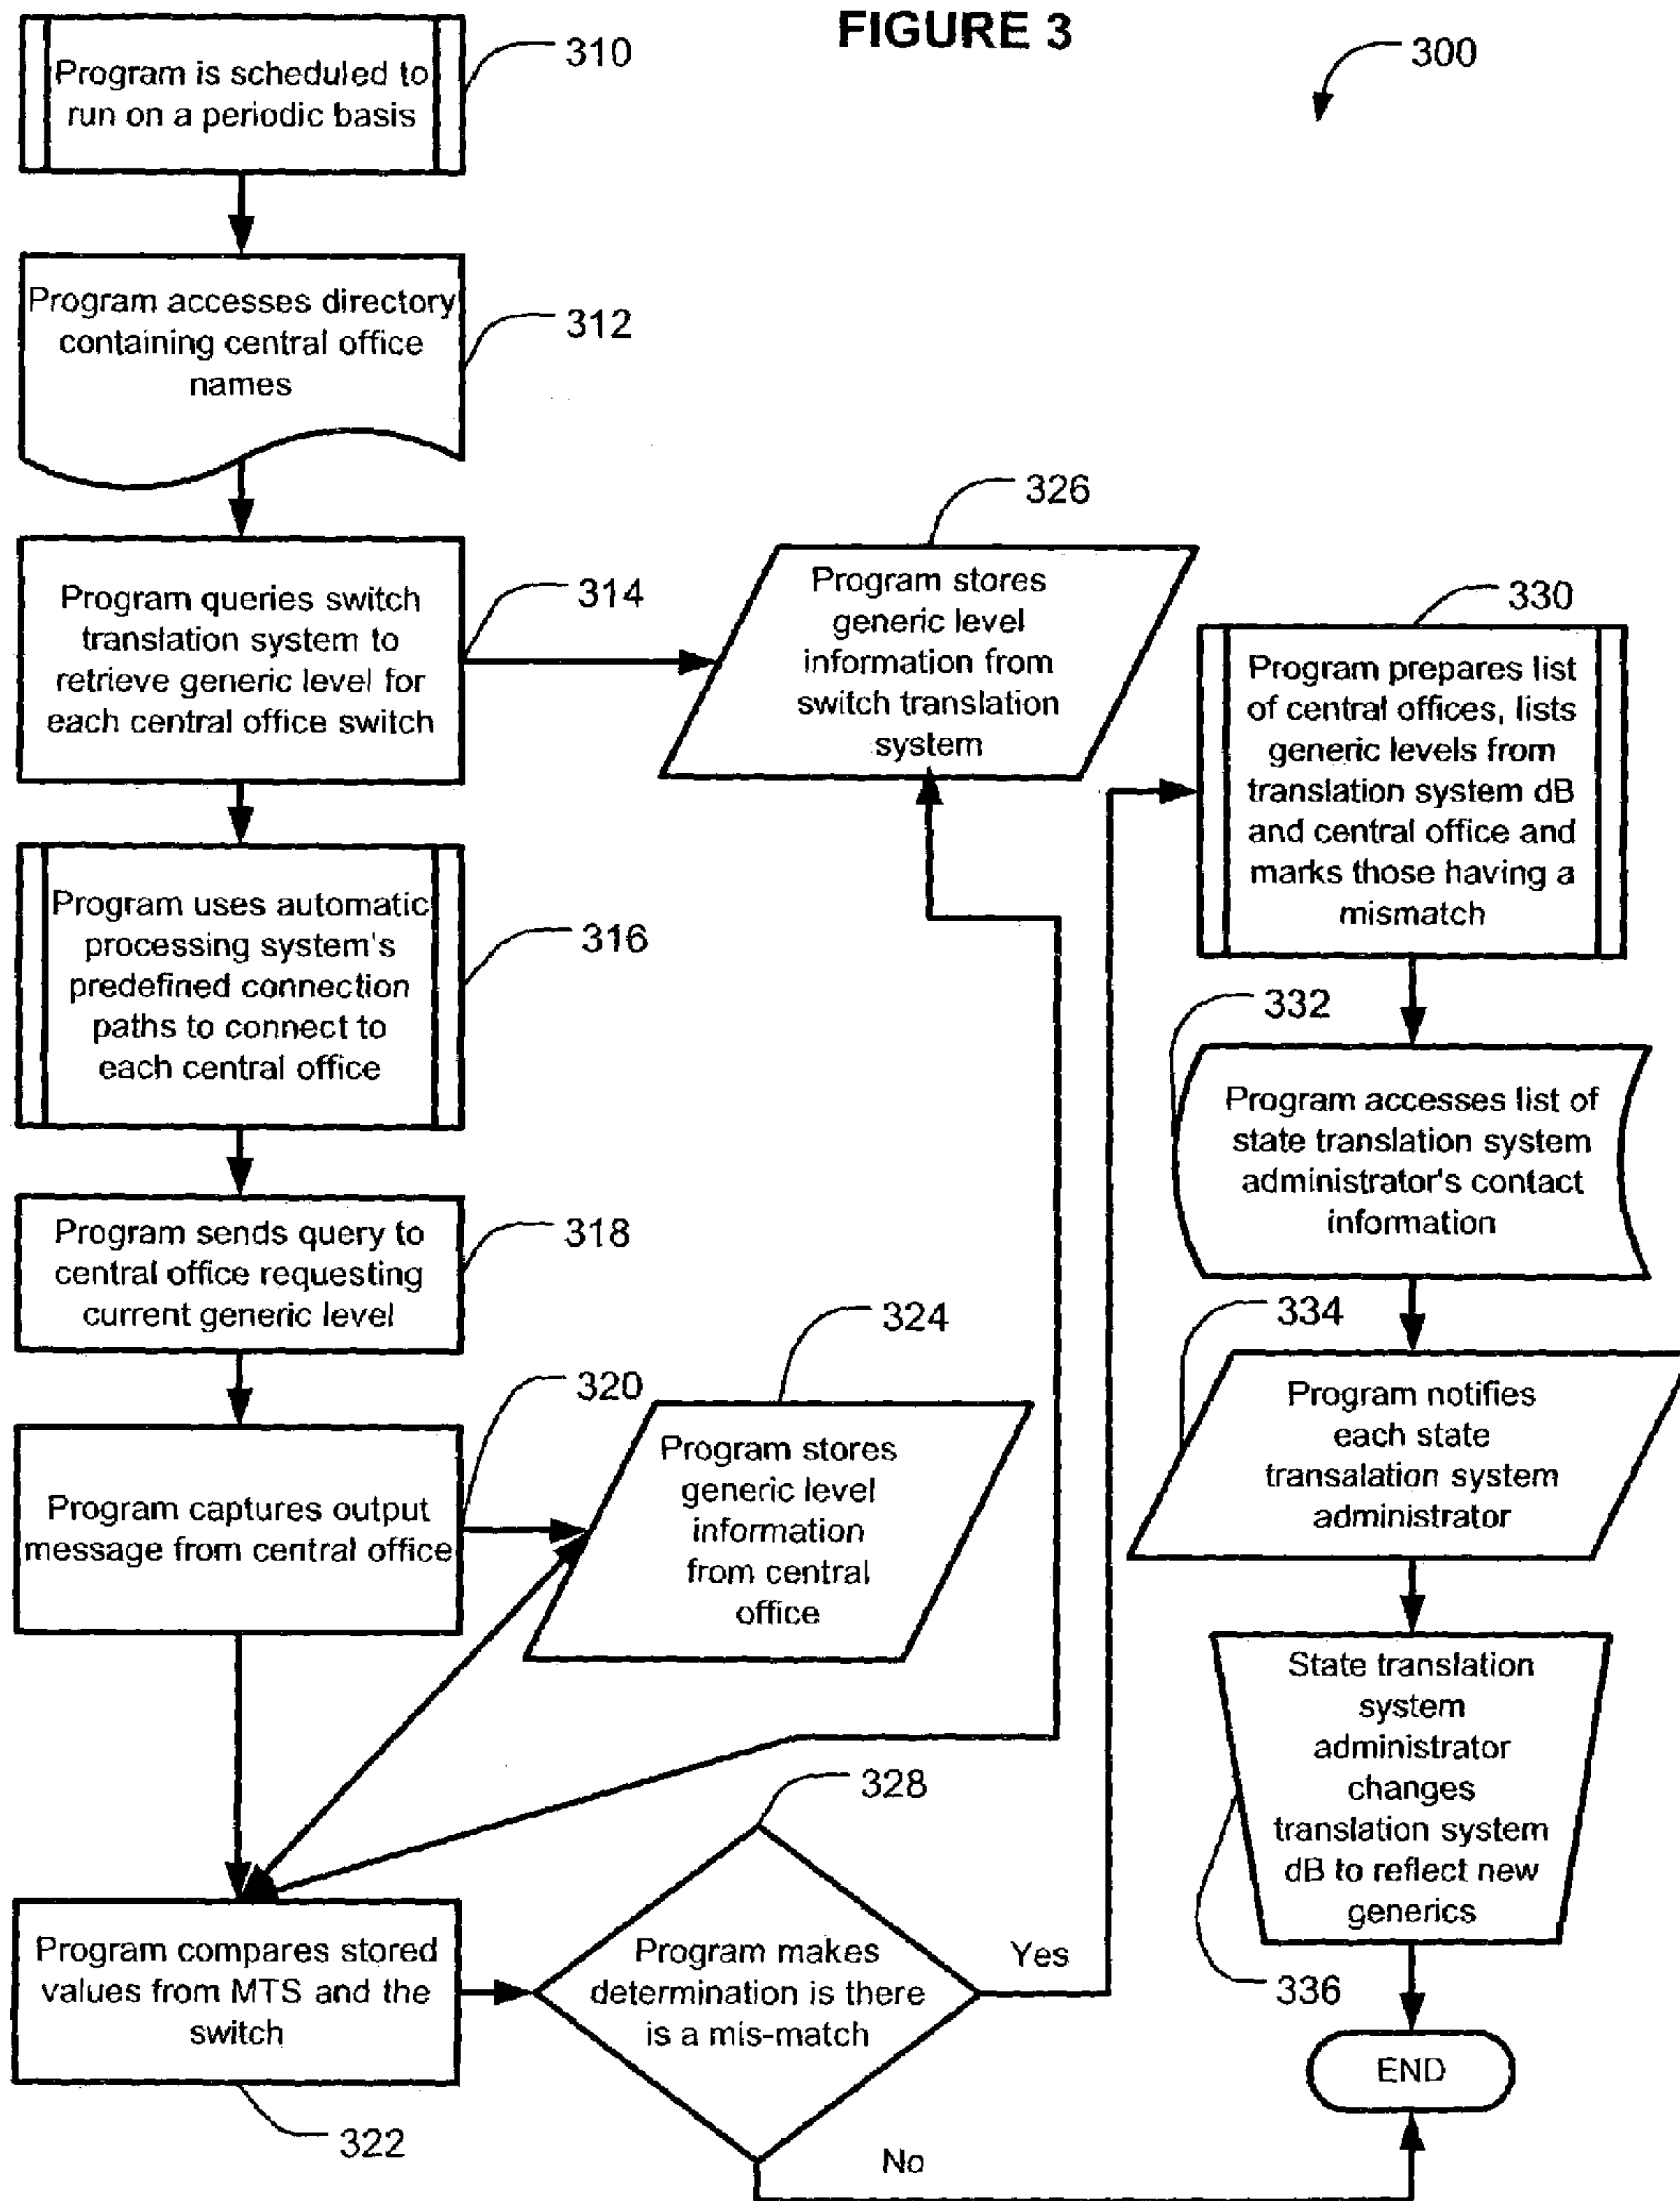 FIGURE 3
300
310
Program is scheduled to
run on a periodic basis
312
Program accesses directory
containing central office
names
314
Program queries switch
translation system to
retrieve generic level for
each central office switch
326
Program stores
generic level
information from
switch translation
system
316
Program uses automatic
processing system's
predefined connection
paths to connect to
each central office
318
Program sends query to
central office requesting
current generic level
320
Program captures output
message from central office
324
Program stores
generic level
information
from central
office
322
Program compares stored
values from MTS and the
switch
328
Program makes
determination is there
is a mis-match
Yes
No
330
Program prepares list
of central offices, lists
generic levels from
translation system dB
and central office and
marks those having a
mismatch
332
Program accesses list of
state translation system
administrator's contact
information
334
Program notifies
each state
transalation system
administrator
336
State translation
system
administrator
changes
translation system
dB to reflect new
generics
END